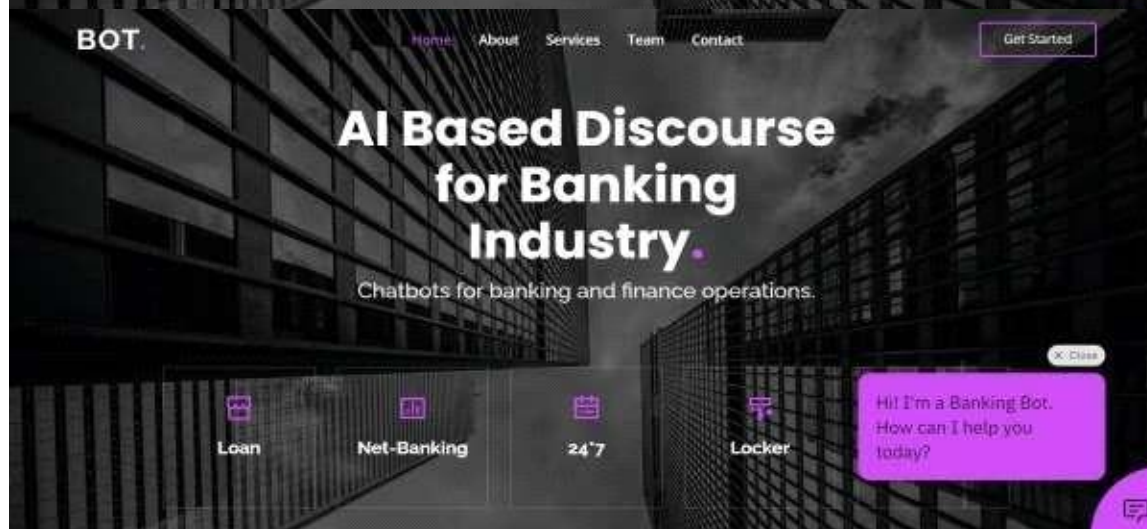 BOT.
Home About Services Team Contact
Get Started
AI Based Discourse
for Banking
Industry.
Chatbots for banking and finance operations.
× Close
Loan
Net-Banking
24*7
Locker
Hi! I'm a Banking Bot.
How can I help you
today?